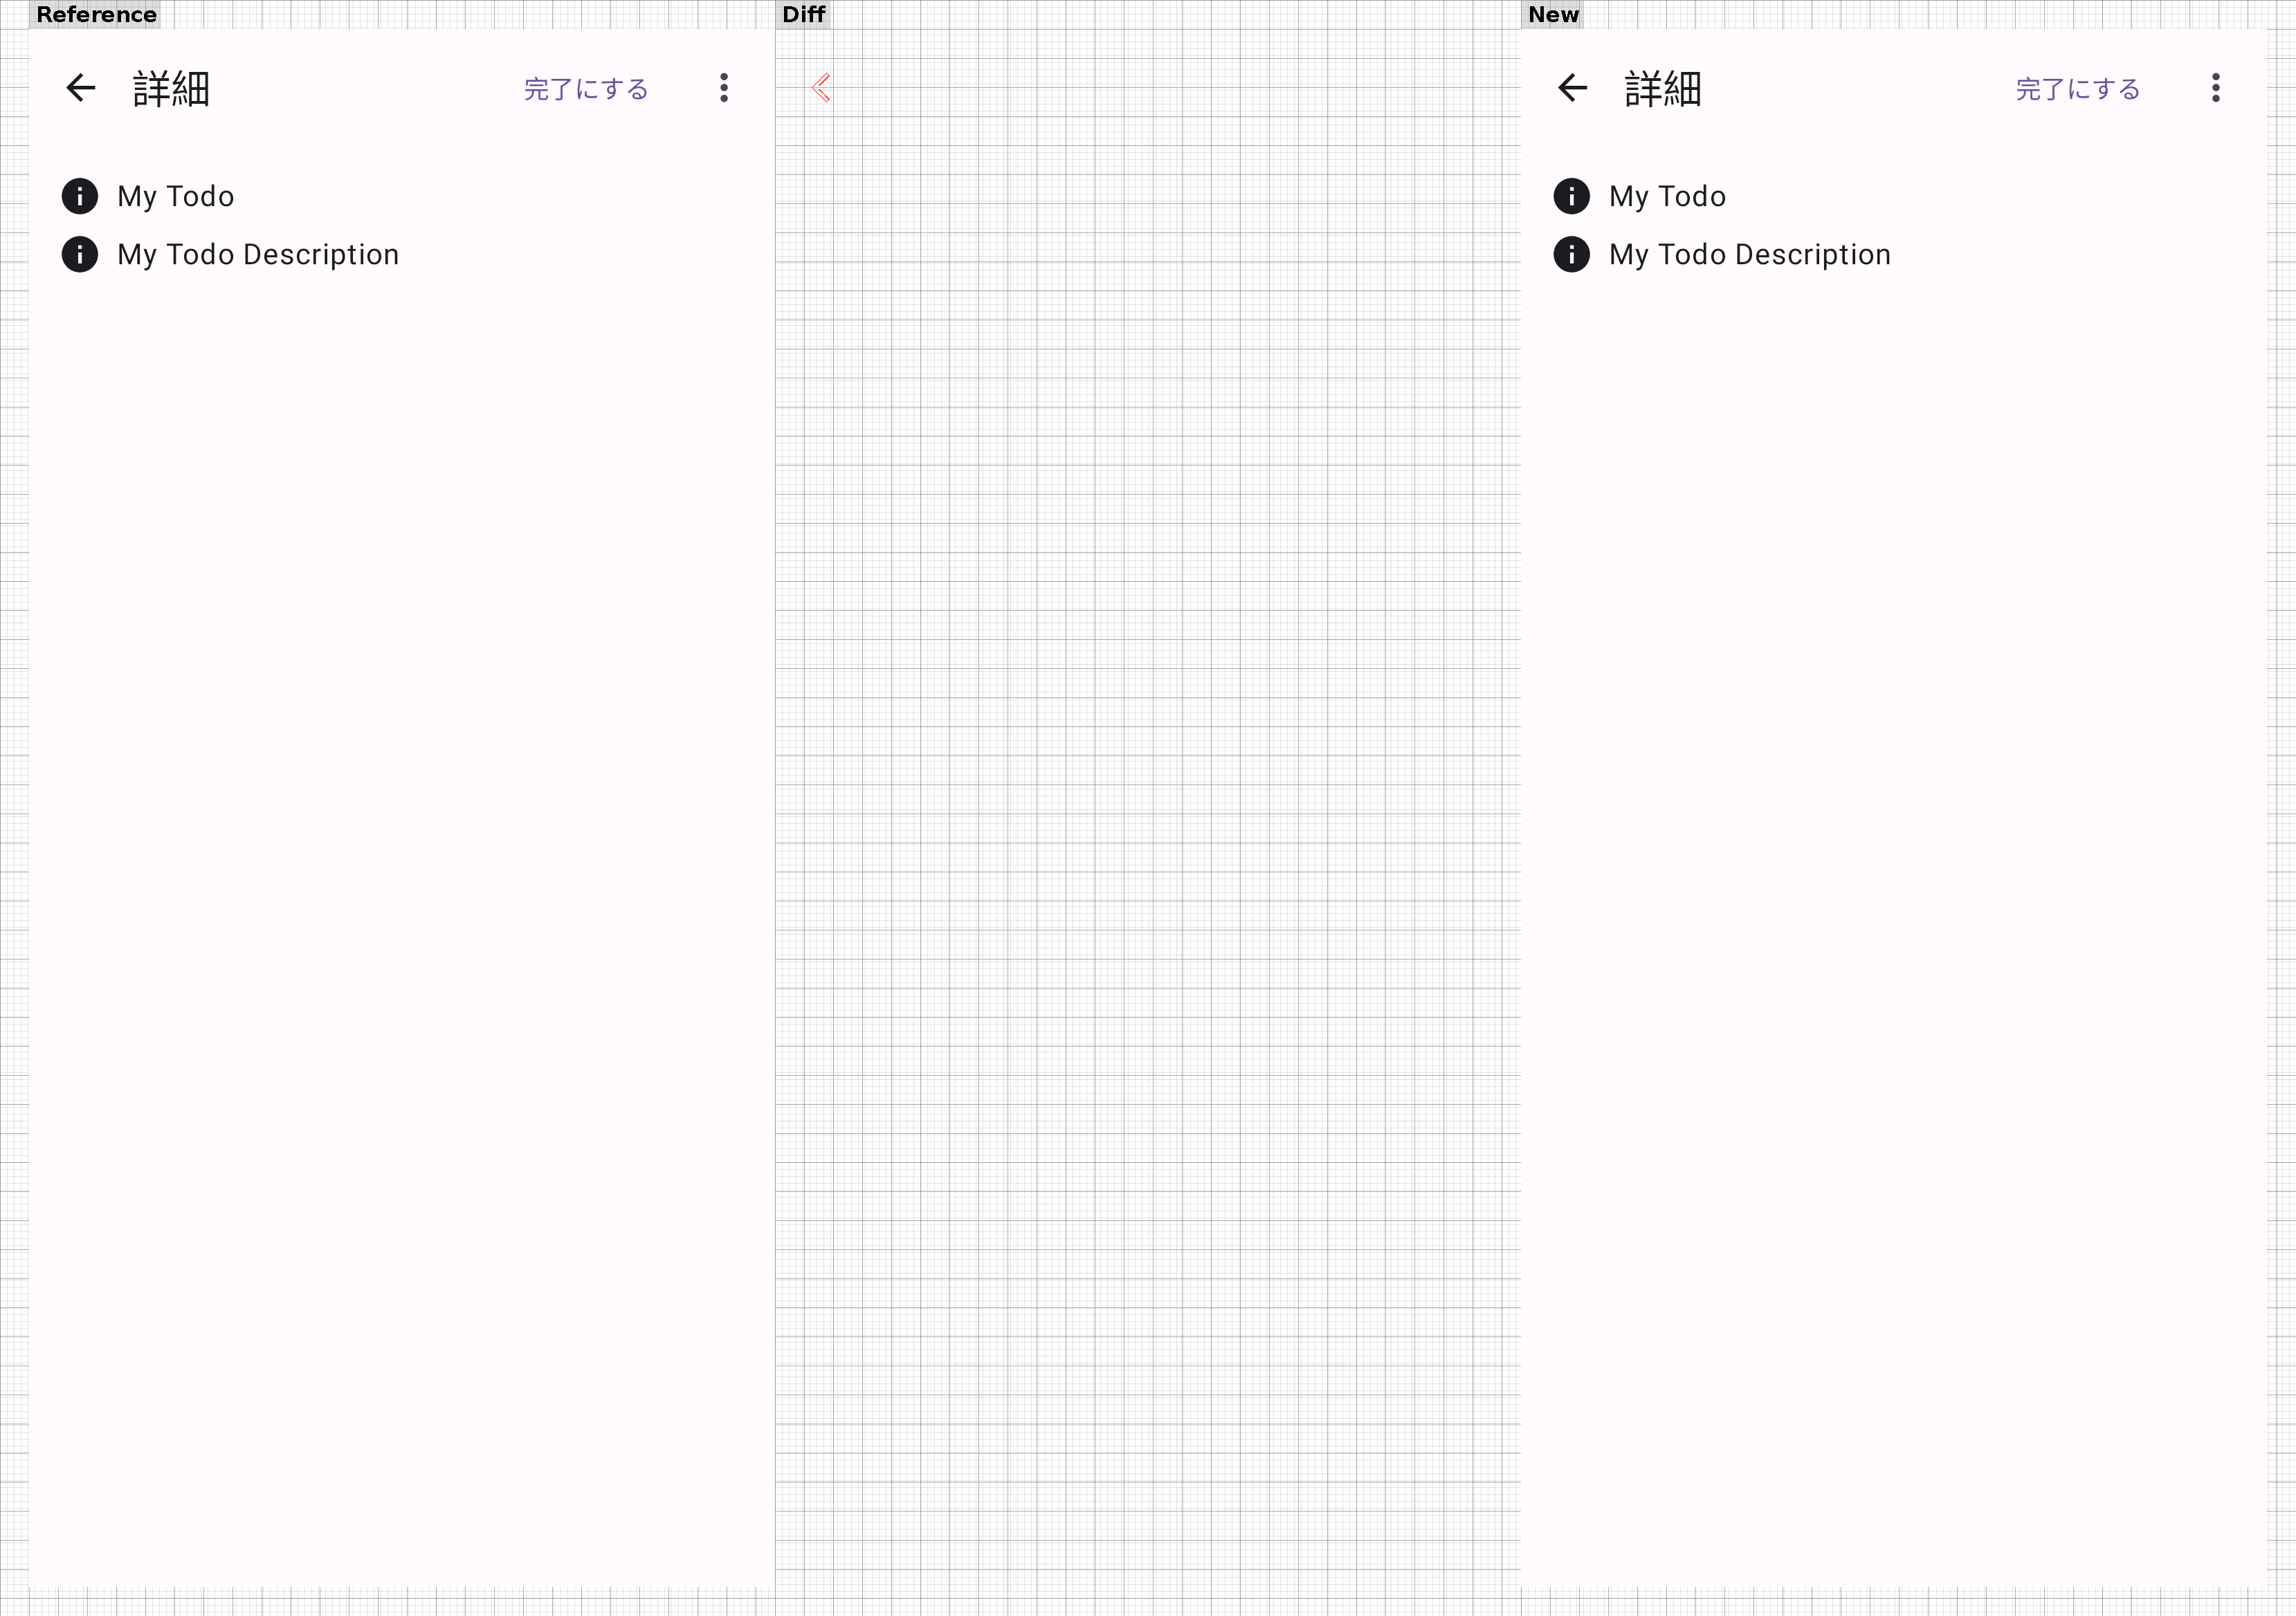 Reference
詳細 完了にする
My Todo
My Todo Description
Diff
New
詳細 完了にする
My Todo
My Todo Description